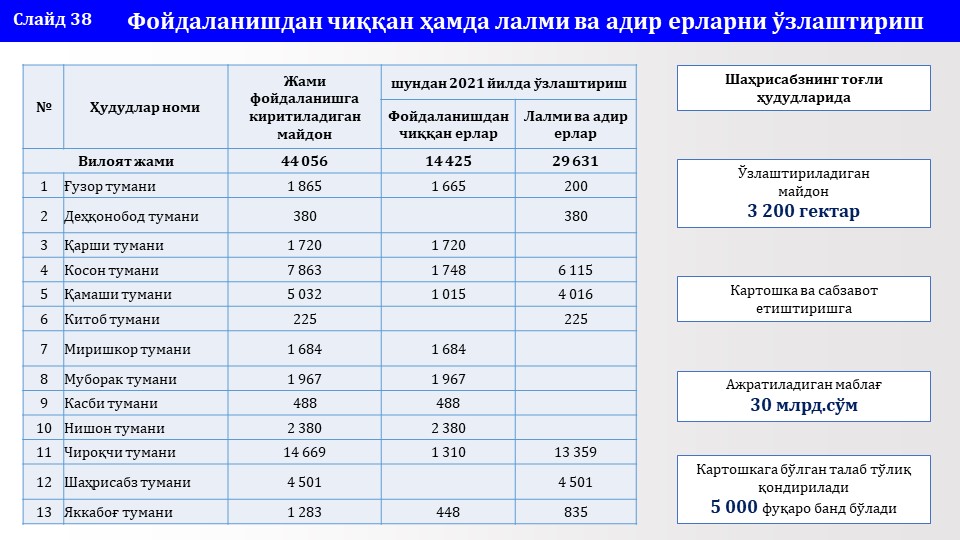 Слайд 38
Фойдаланишдан чиққан ҳамда лалми ва адир ерларни ўзлаштириш
№ Ҳудудлар номи Жами фойдаланишга киритиладиган майдон шундан 2021 йилда ўзлаштириш
Фойдаланишдан чиққан ерлар Лалми ва адир ерлар
Вилоят жами 44 056 14 425 29 631
1 Ғузор тумани 1 865 1 665 200
2 Деҳқонобод тумани 380 380
3 Қарши тумани 1 720 1 720
4 Косон тумани 7 863 1 748 6 115
5 Қамаши тумани 5 032 1 015 4 016
6 Китоб тумани 225 225
7 Миришкор тумани 1 684 1 684
8 Муборак тумани 1 967 1 967
9 Касби тумани 488 488
10 Нишон тумани 2 380 2 380
11 Чироқчи тумани 14 669 1 310 13 359
12 Шаҳрисабз тумани 4 501 4 501
13 Яккабоғ тумани 1 283 448 835
Шаҳрисабзнинг тоғли
ҳудудларида
Ўзлаштириладиган
майдон
3 200 гектар
Картошка ва сабзавот
етиштиришга
Ажратиладиган маблағ
30 млрд.сўм
Картошкага бўлган талаб тўлиқ
қондирилади
5 000 фуқаро банд бўлади